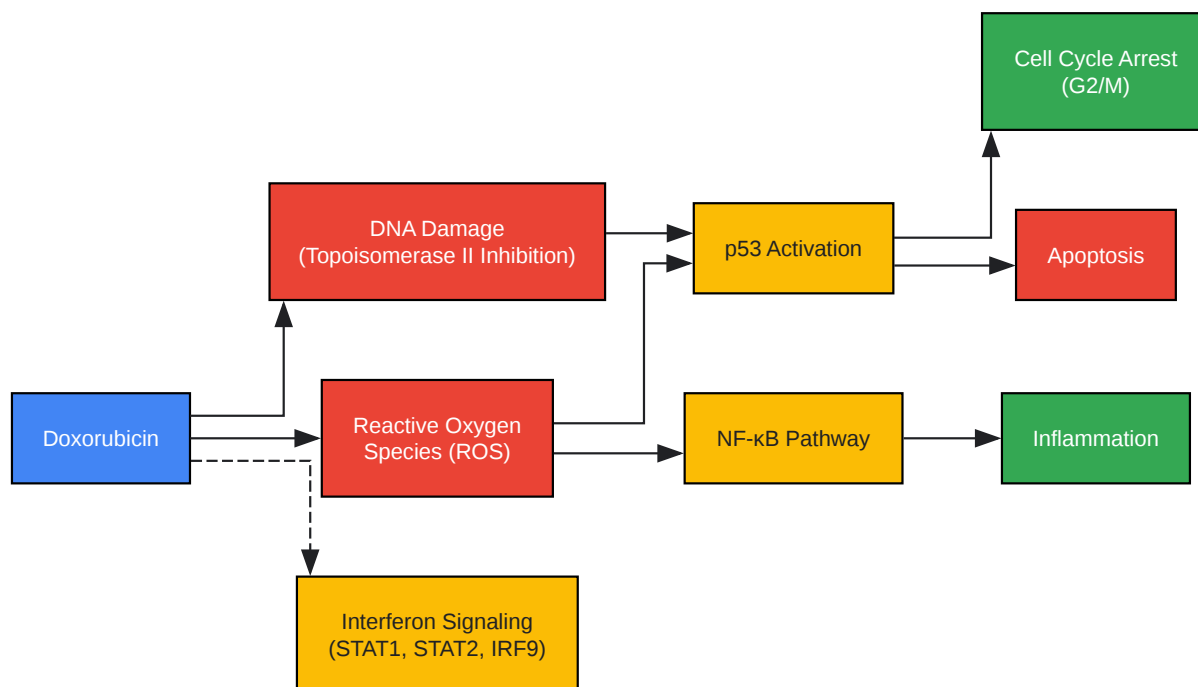 Cell Cycle Arrest
(G2/M)
DNA Damage
(Topoisomerase II Inhibition)
p53 Activation
Apoptosis
Doxorubicin
Reactive Oxygen
Species (ROS)
NF-κB Pathway
Inflammation
Interferon Signaling
(STAT1, STAT2, IRF9)